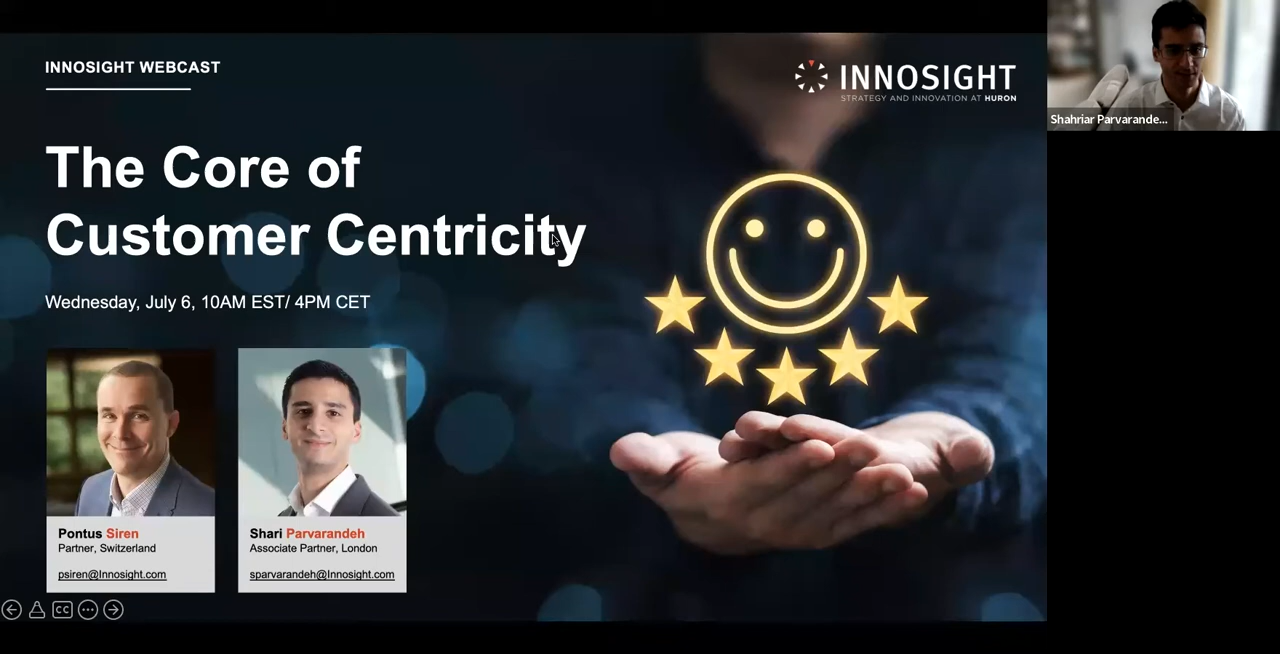 INNOSIGHT WEBCAST
INNOSIGHT
STRATEGY AND INNOVATION AT HURON
The Core of
Customer Centricity
Wednesday, July 6, 10AM EST/ 4PM CET
Pontus Siren
Partner, Switzerland
psiren@Innosight.com
Shari Parvarandeh
Associate Partner, London
sparvarandeh@Innosight.com
CC
Shahriar Parvarande...